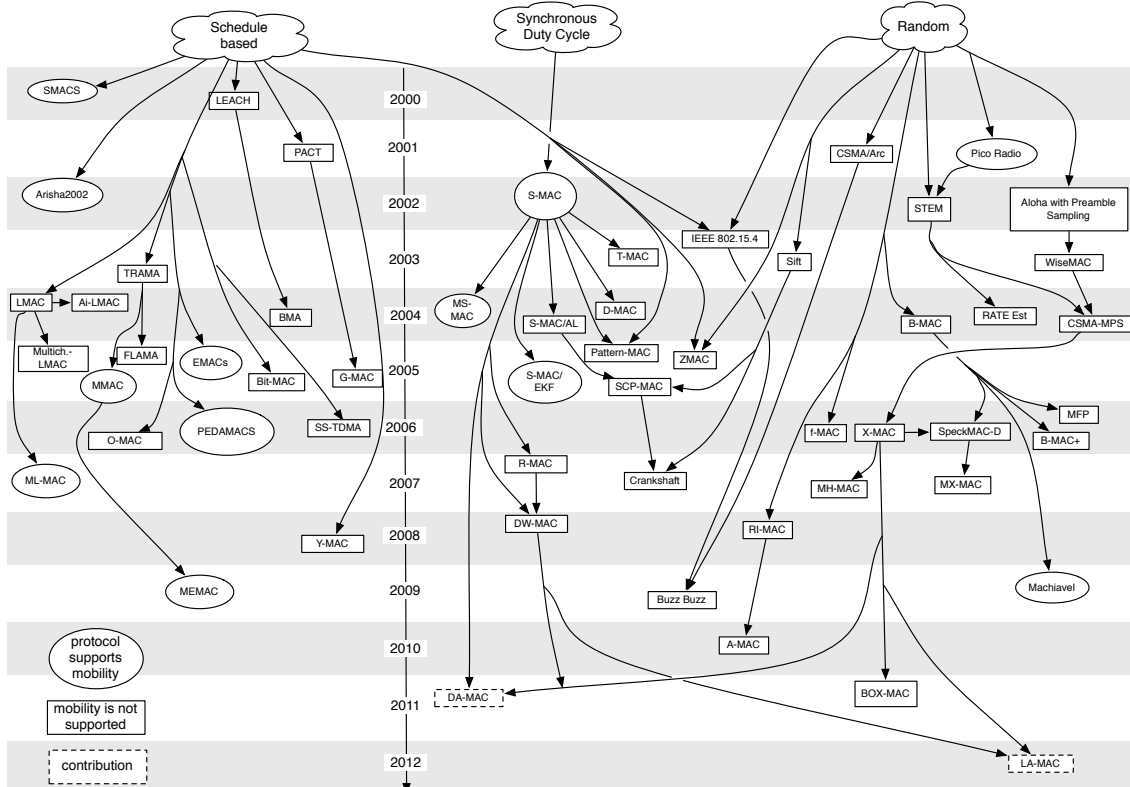 Schedule
based
Synchronous
Duty Cycle
Random
SMACS
LEACH
2000
PACT
2001
CSMA/Arc
Pico Radio
Arisha2002
S-MAC
2002
STEM
Aloha with Preamble
Sampling
IEEE 802.15.4
TRAMA
2003
T-MAC
Sift
WiseMAC
LMAC
Ai-LMAC
BMA
2004
MS-
MAC
D-MAC
S-MAC/AL
B-MAC
RATE Est
CSMA-MPS
Multich.-
LMAC
FLAMA
EMACs
Pattern-MAC
ZMAC
MMAC
Bit-MAC
G-MAC
2005
S-MAC/
EKF
SCP-MAC
O-MAC
PEDAMACS
SS-TDMA
2006
f-MAC
X-MAC
SpeckMAC-D
MFP
B-MAC+
ML-MAC
2007
R-MAC
Crankshaft
MH-MAC
MX-MAC
Y-MAC
2008
DW-MAC
RI-MAC
MEMAC
2009
Buzz Buzz
Machiavel
protocol
supports
mobility
2010
A-MAC
mobility is not
supported
2011
DA-MAC
BOX-MAC
contribution
2012
LA-MAC